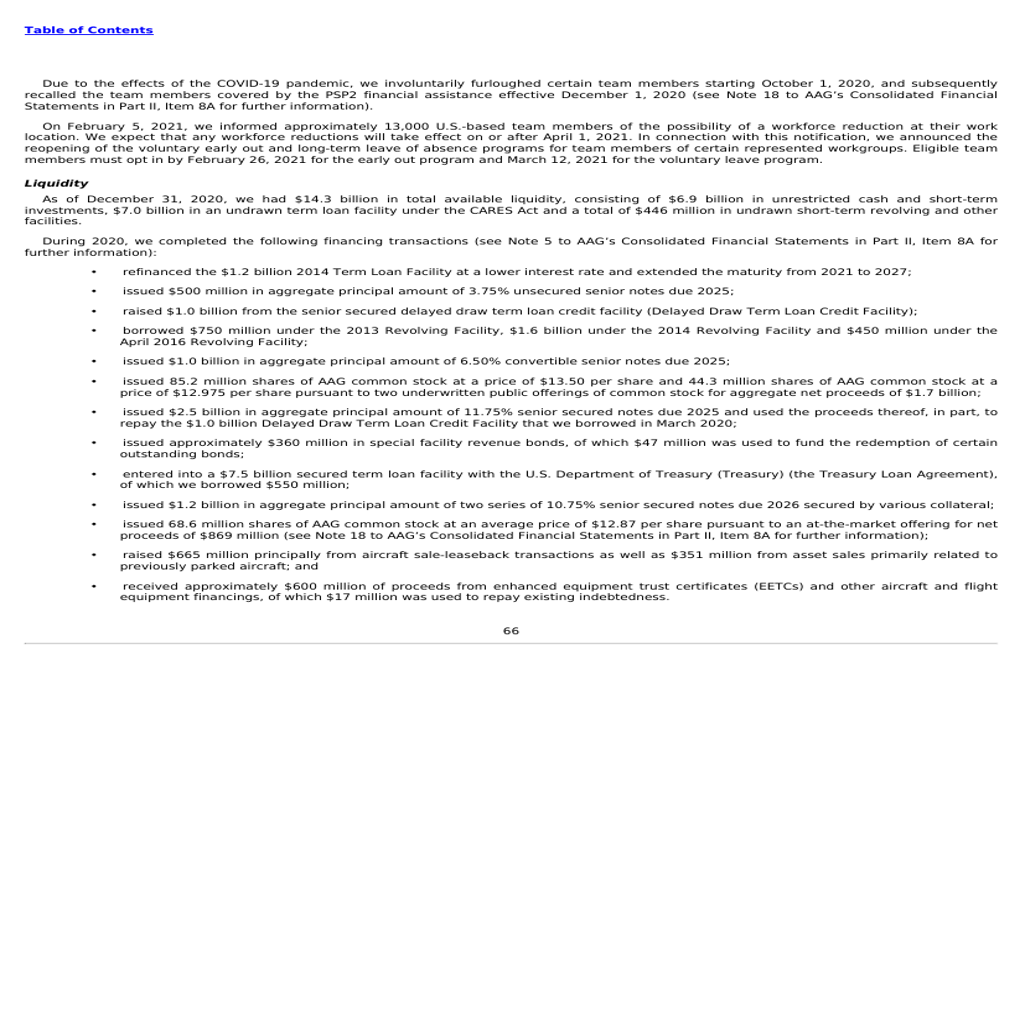 Table of Contents
Due to the effects of the COVID-19 pandemic, we involuntarily furloughed certain team members starting October 1, 2020, and subsequently
recalled the team members covered by the PSP2 financial assistance effective December 1, 2020 (see Note 18 to AAG's Consolidated Financial
Statements in Part II, Item 8A for further information).
On February 5, 2021, we informed approximately 13,000 U.S.-based team members of the possibility of a workforce reduction at their work
location. We expect that any workforce reductions will take effect on or after April 1, 2021. In connection with this notification, we announced the
reopening of the voluntary early out and long-term leave of absence programs for team members of certain represented workgroups. Eligible team
members must opt in by February 26, 2021 for the early out program and March 12, 2021 for the voluntary leave program.
Liquidity
As of December 31, 2020, we had $14.3 billion in total available liquidity, consisting of $6.9 billion in unrestricted cash and short-term
investments, $7.0 billion in an undrawn term loan facility under the CARES Act and a total of $446 million in undrawn short-term revolving and other
facilities.
During 2020, we completed the following financing transactions (see Note 5 to AAG's Consolidated Financial Statements in Part II, Item 8A for
further information):
• refinanced the $1.2 billion 2014 Term Loan Facility at a lower interest rate and extended the maturity from 2021 to 2027;
• issued $500 million in aggregate principal amount of 3.75% unsecured senior notes due 2025;
• raised $1.0 billion from the senior secured delayed draw term loan credit facility (Delayed Draw Term Loan Credit Facility);
• borrowed $750 million under the 2013 Revolving Facility, $1.6 billion under the 2014 Revolving Facility and $450 million under the
April 2016 Revolving Facility;
• issued $1.0 billion in aggregate principal amount of 6.50% convertible senior notes due 2025;
• issued 85.2 million shares of AAG common stock at a price of $13.50 per share and 44.3 million shares of AAG common stock at a
price of $12.975 per share pursuant to two underwritten public offerings of common stock for aggregate net proceeds of $1.7 billion;
• issued $2.5 billion in aggregate principal amount of 11.75% senior secured notes due 2025 and used the proceeds thereof, in part, to
repay the $1.0 billion Delayed Draw Term Loan Credit Facility that we borrowed in March 2020;
• issued approximately $360 million in special facility revenue bonds, of which $47 million was used to fund the redemption of certain
outstanding bonds;
• entered into a $7.5 billion secured term loan facility with the U.S. Department of Treasury (Treasury) (the Treasury Loan Agreement),
of which we borrowed $550 million;
• issued $1.2 billion in aggregate principal amount of two series of 10.75% senior secured notes due 2026 secured by various collateral;
• issued 68.6 million shares of AAG common stock at an average price of $12.87 per share pursuant to an at-the-market offering for net
proceeds of $869 million (see Note 18 to AAG's Consolidated Financial Statements in Part II, Item 8A for further information);
• raised $665 million principally from aircraft sale-leaseback transactions as well as $351 million from asset sales primarily related to
previously parked aircraft; and
• received approximately $600 million of proceeds from enhanced equipment trust certificates (EETCs) and other aircraft and flight
equipment financings, of which $17 million was used to repay existing indebtedness.
66